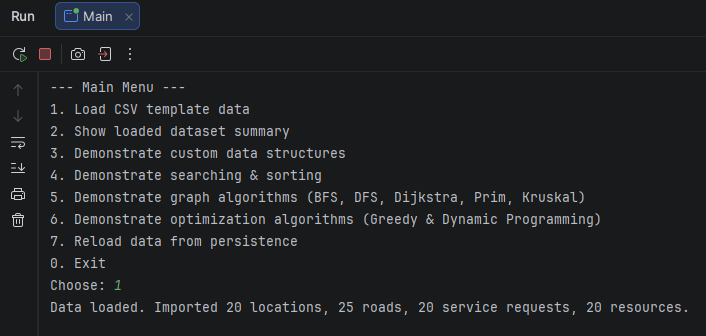 Run
Main
--- Main Menu ---
1. Load CSV template data
2. Show loaded dataset summary
3. Demonstrate custom data structures
4. Demonstrate searching & sorting
5. Demonstrate graph algorithms (BFS, DFS, Dijkstra, Prim, Kruskal)
6. Demonstrate optimization algorithms (Greedy & Dynamic Programming)
7. Reload data from persistence
0. Exit
Choose: 1
Data loaded. Imported 20 locations, 25 roads, 20 service requests, 20 resources.